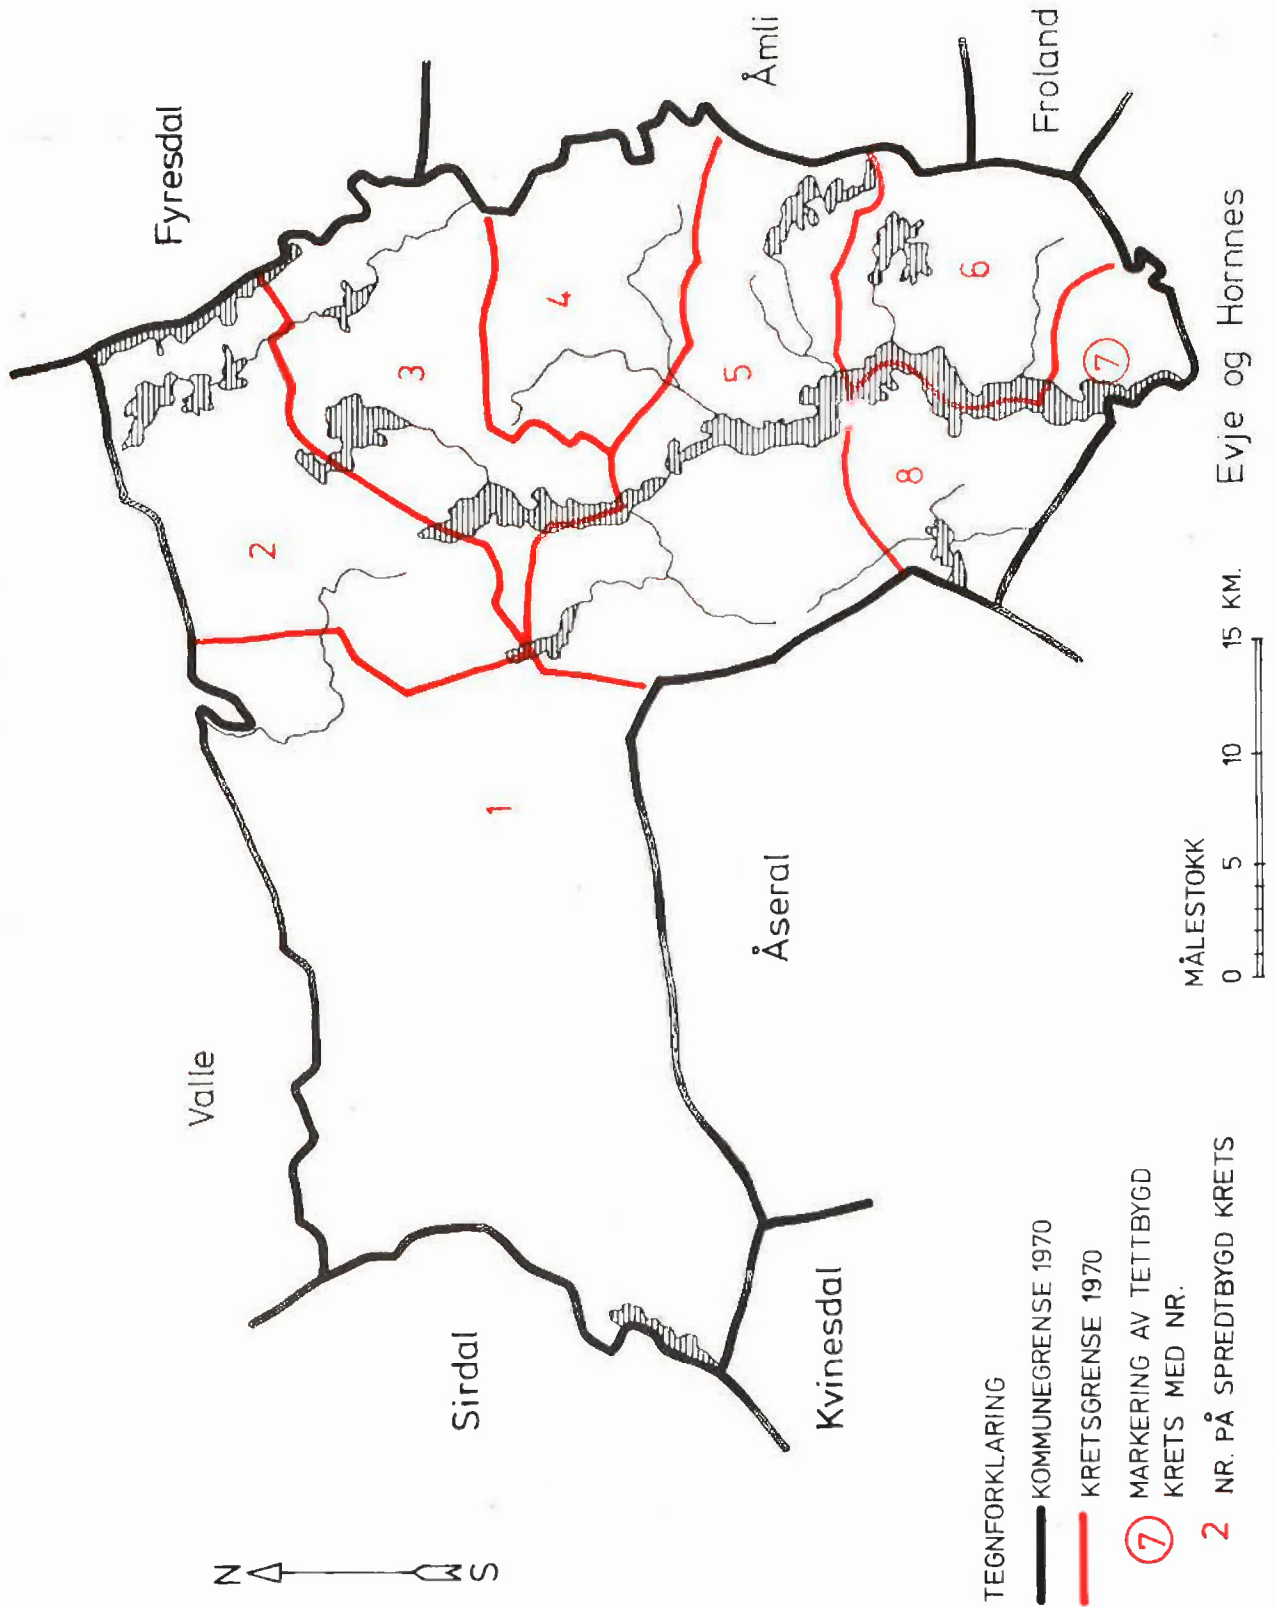 Fyresdal
Åmli
Froland
Evje og Hornnes
Valle
Sirdal
Kvinesdal
Åseral
1
2
3
4
5
6
7
8
N
S
MÅLESTOKK
0 5 10 15 KM.
TEGNFORKLARING
KOMMUNEGRENSE 1970
KRETSGRENSE 1970
7 MARKERING AV TETTBYGD
KRETS MED NR.
2 NR. PÅ SPREDTBYGD KRETS